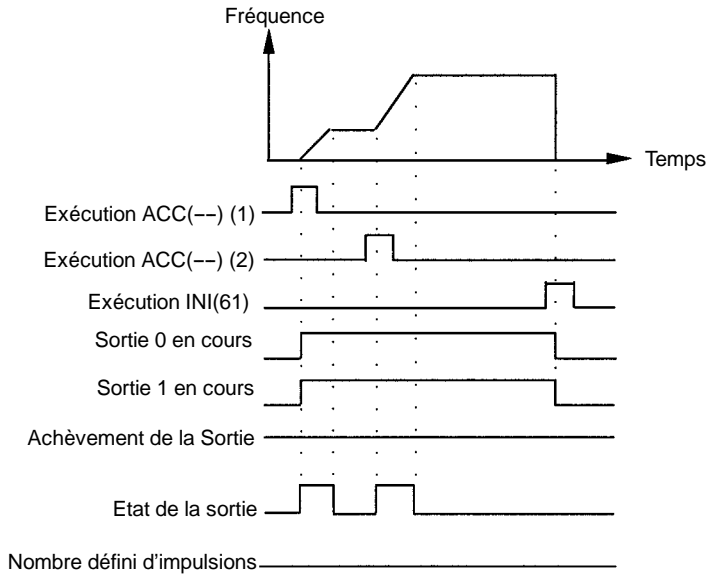 Fréquence
Temps
Exécution ACC(−−) (1)
Exécution ACC(−−) (2)
Exécution INI(61)
Sortie 0 en cours
Sortie 1 en cours
Achèvement de la Sortie
Etat de la sortie
Nombre défini d'impulsions